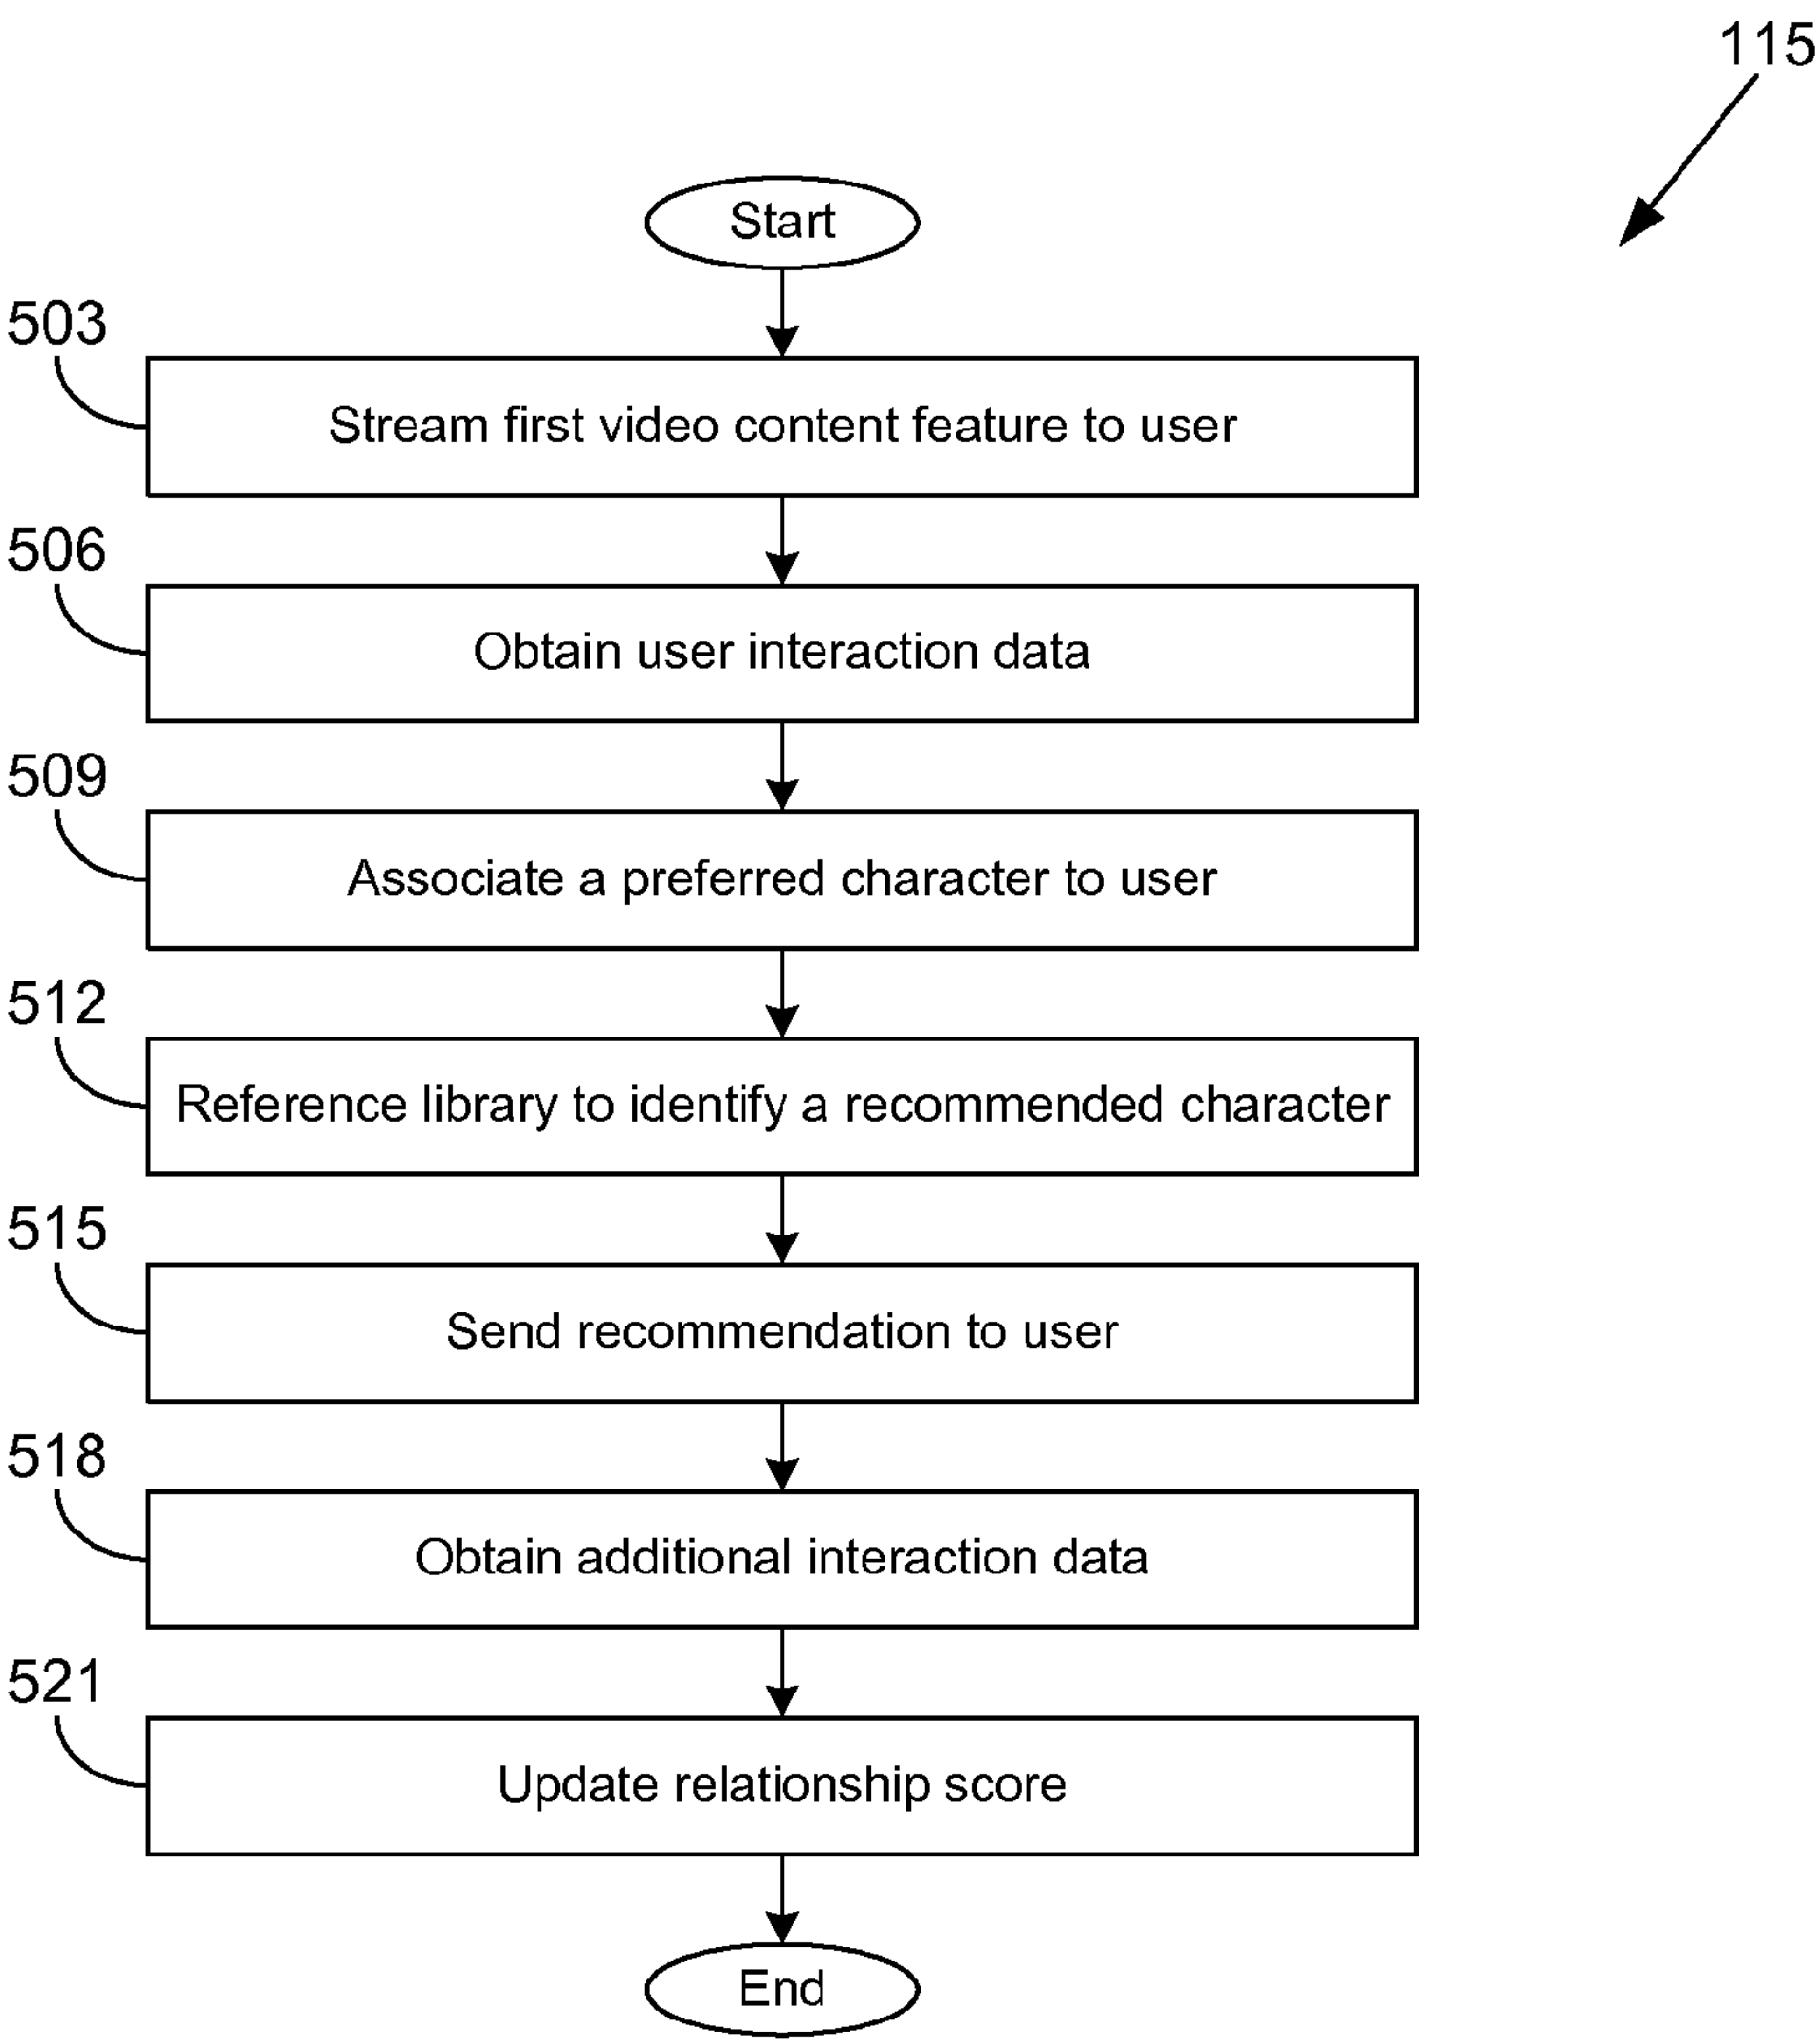 115
Start
503
Stream first video content feature to user
506
Obtain user interaction data
509
Associate a preferred character to user
512
Reference library to identify a recommended character
515
Send recommendation to user
518
Obtain additional interaction data
521
Update relationship score
End